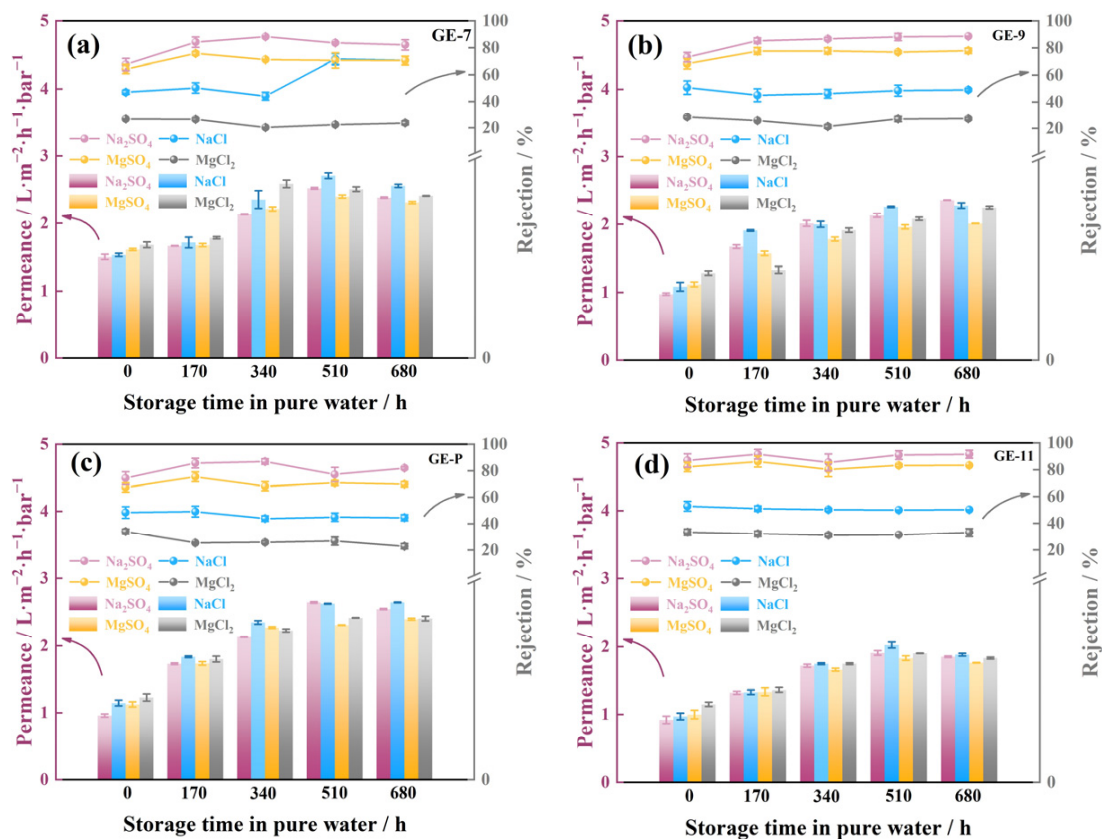 (a)
GE-7
Permeance / L·m⁻²·h⁻¹·bar⁻¹
5
4
3
2
1
0
100
80
60
40
20
0
Rejection / %
Na₂SO₄ NaCl
MgSO₄ MgCl₂
Na₂SO₄ NaCl
MgSO₄ MgCl₂
0 170 340 510 680
Storage time in pure water / h
(b)
GE-9
Permeance / L·m⁻²·h⁻¹·bar⁻¹
5
4
3
2
1
0
100
80
60
40
20
0
Rejection / %
Na₂SO₄ NaCl
MgSO₄ MgCl₂
Na₂SO₄ NaCl
MgSO₄ MgCl₂
0 170 340 510 680
Storage time in pure water / h
(c)
GE-P
Permeance / L·m⁻²·h⁻¹·bar⁻¹
5
4
3
2
1
0
100
80
60
40
20
0
Rejection / %
Na₂SO₄ NaCl
MgSO₄ MgCl₂
Na₂SO₄ NaCl
MgSO₄ MgCl₂
0 170 340 510 680
Storage time in pure water / h
(d)
GE-11
Permeance / L·m⁻²·h⁻¹·bar⁻¹
5
4
3
2
1
0
100
80
60
40
20
0
Rejection / %
Na₂SO₄ NaCl
MgSO₄ MgCl₂
Na₂SO₄ NaCl
MgSO₄ MgCl₂
0 170 340 510 680
Storage time in pure water / h